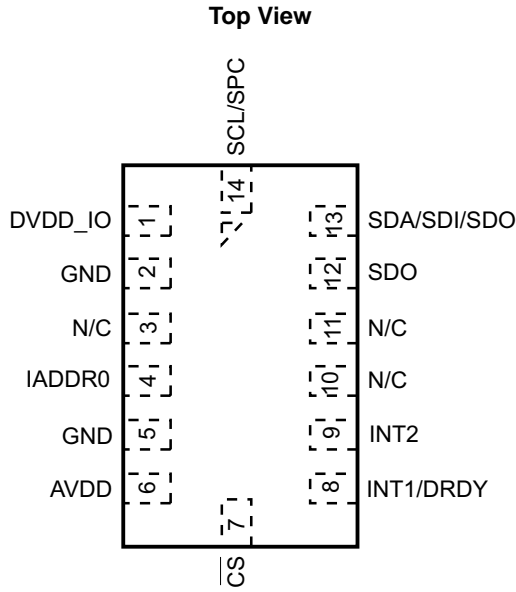 Top View
SCL/SPC
14
DVDD_IO 1 13 SDA/SDI/SDO
GND 2 12 SDO
N/C 3 11 N/C
IADDR0 4 10 N/C
GND 5 9 INT2
AVDD 6 8 INT1/DRDY
7
C̅S̅